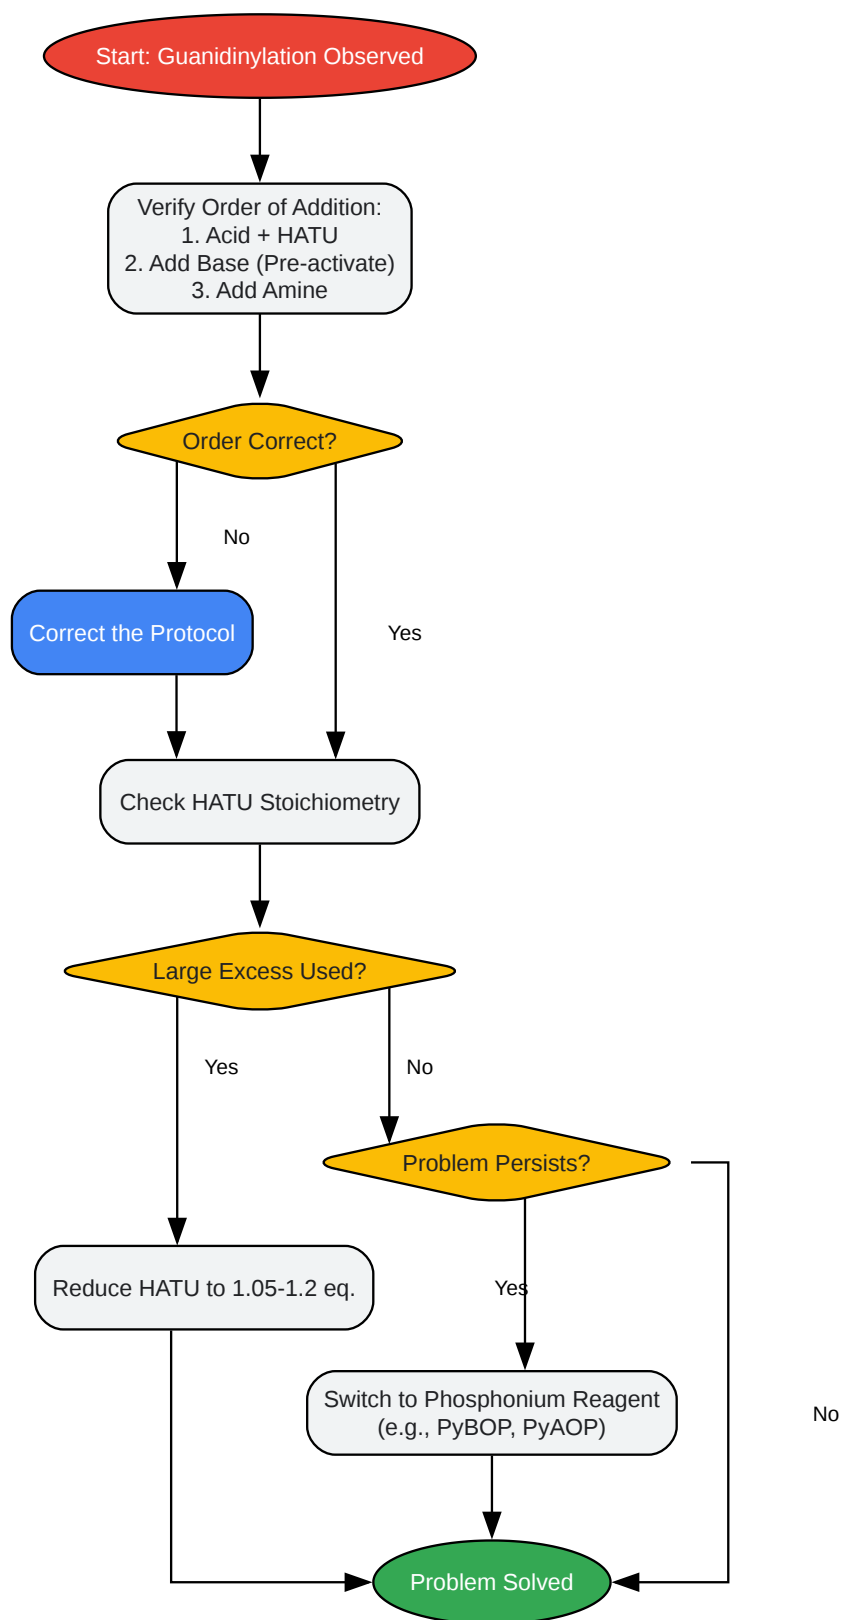 Start: Guanidinylation Observed
Verify Order of Addition:
1. Acid + HATU
2. Add Base (Pre-activate)
3. Add Amine
Order Correct?
No
Correct the Protocol
Yes
Check HATU Stoichiometry
Large Excess Used?
Yes
No
Problem Persists?
Reduce HATU to 1.05-1.2 eq.
Yes
Switch to Phosphonium Reagent
(e.g., PyBOP, PyAOP)
No
Problem Solved